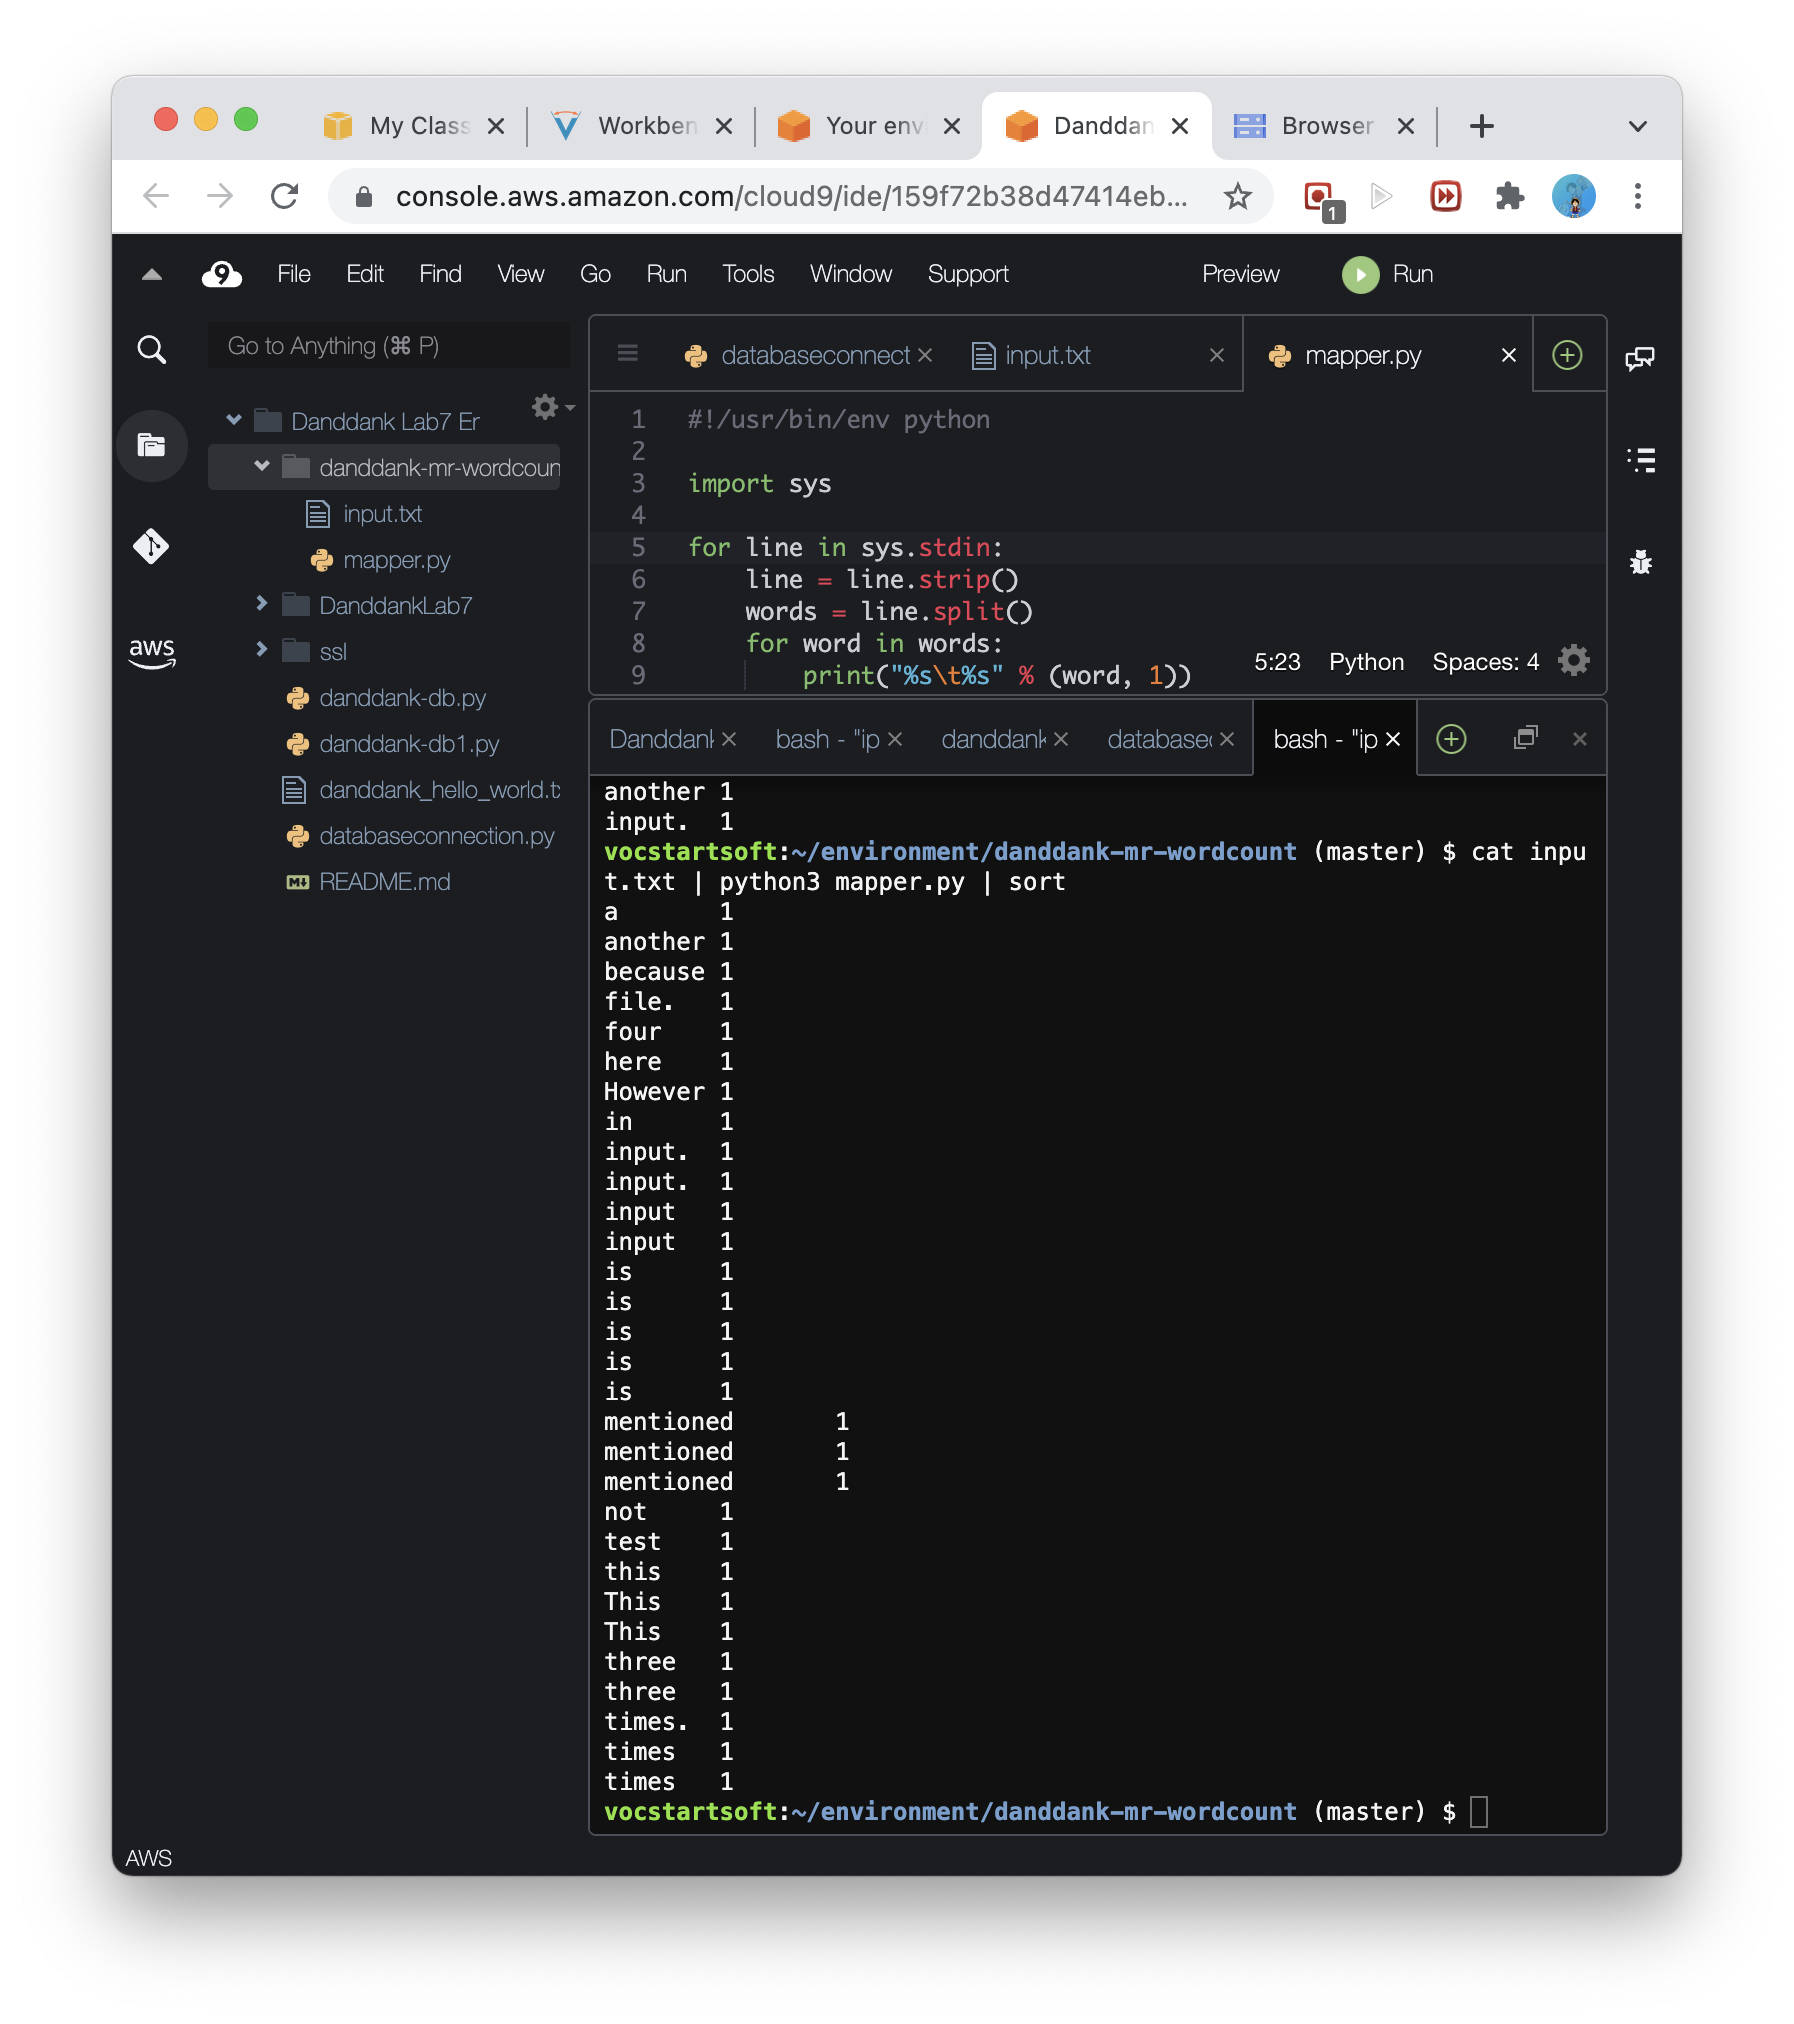 My Class
Workben
Your env
Danddan
Browser
console.aws.amazon.com/cloud9/ide/159f72b38d47414eb...
1
9 File Edit Find View Go Run Tools Window Support Preview Run
Go to Anything (⌘ P)
Danddank Lab7 Er
danddank-mr-wordcoun
input.txt
mapper.py
DanddankLab7
ssl
danddank-db.py
danddank-db1.py
danddank_hello_world.t
databaseconnection.py
README.md
aws
databaseconnect
input.txt
mapper.py
1 #!/usr/bin/env python
2
3 import sys
4
5 for line in sys.stdin:
6 line = line.strip()
7 words = line.split()
8 for word in words:
9 print("%s\t%s" % (word, 1))
5:23 Python Spaces: 4
Danddank
bash - "ip
danddank
database
bash - "ip
another 1
input. 1
vocstartsoft:~/environment/danddank-mr-wordcount (master) $ cat inpu
t.txt | python3 mapper.py | sort
a 1
another 1
because 1
file. 1
four 1
here 1
However 1
in 1
input. 1
input. 1
input 1
input 1
is 1
is 1
is 1
is 1
is 1
mentioned 1
mentioned 1
mentioned 1
not 1
test 1
this 1
This 1
This 1
three 1
three 1
times. 1
times 1
times 1
vocstartsoft:~/environment/danddank-mr-wordcount (master) $
AWS